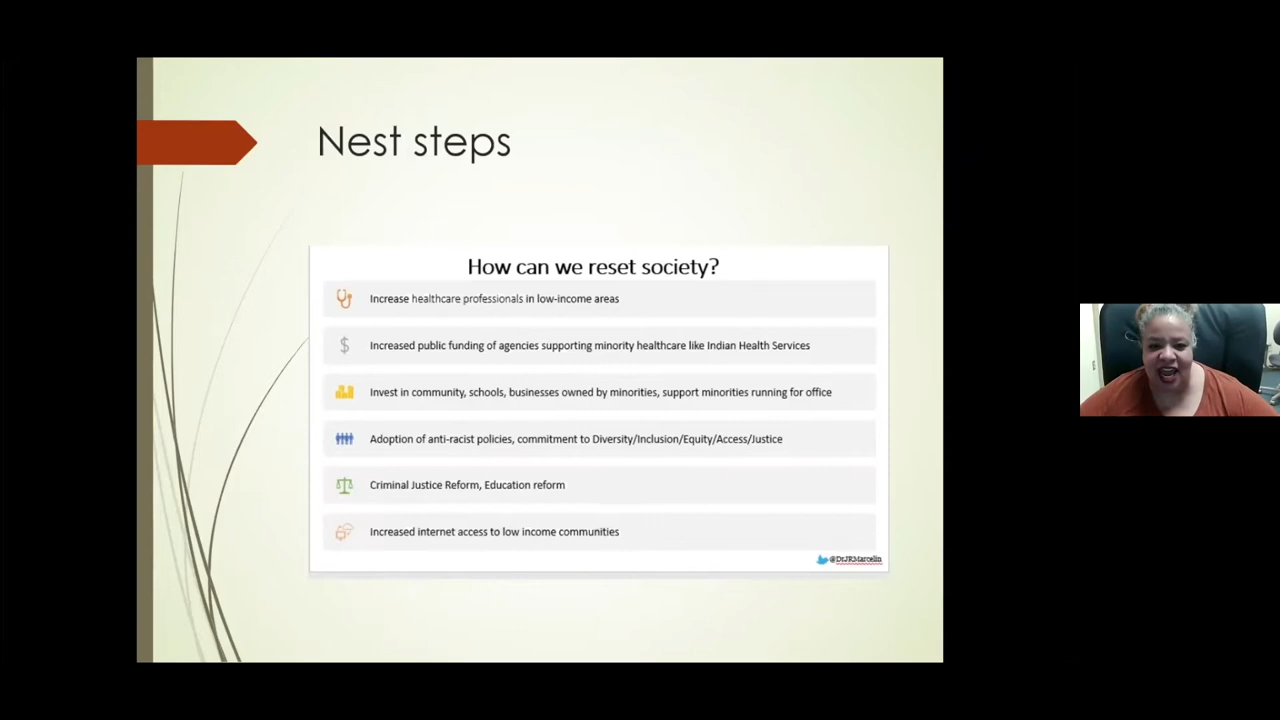 Nest steps
How can we reset society?
Increase healthcare professionals in low-income areas
$
Increased public funding of agencies supporting minority healthcare like Indian Health Services
Invest in community, schools, businesses owned by minorities, support minorities running for office
Adoption of anti-racist policies, commitment to Diversity/Inclusion/Equity/Access/Justice
Criminal Justice Reform, Education reform
Increased internet access to low income communities
@DrJRMarcelin